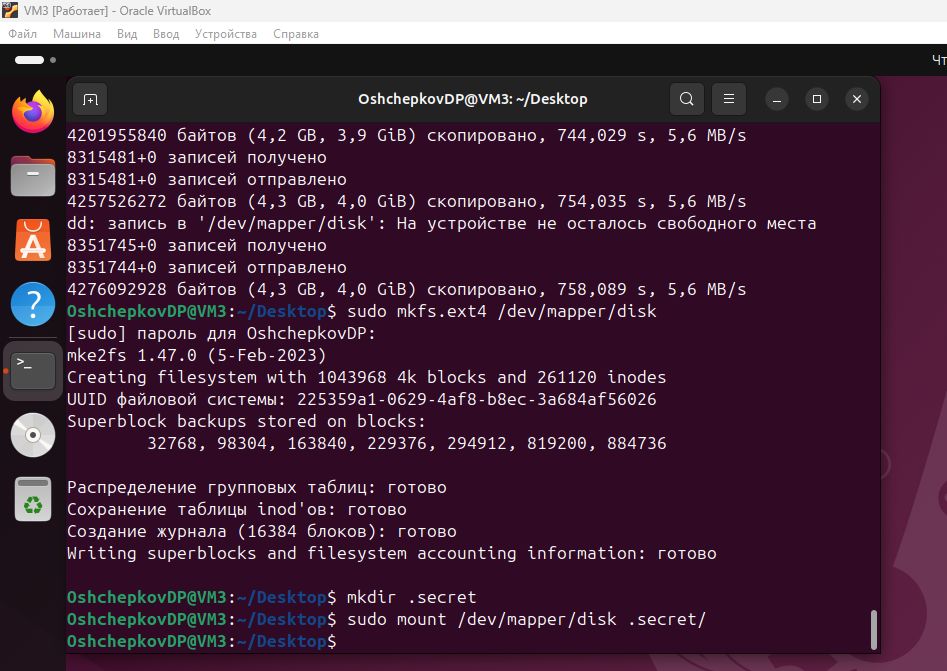 VM3 [Работает] - Oracle VirtualBox
Файл Машина Вид Ввод Устройства Справка
Чт
OshchepkovDP@VM3: ~/Desktop
4201955840 байтов (4,2 GB, 3,9 GiB) скопировано, 744,029 s, 5,6 MB/s
8315481+0 записей получено
8315481+0 записей отправлено
4257526272 байтов (4,3 GB, 4,0 GiB) скопировано, 754,035 s, 5,6 MB/s
dd: запись в '/dev/mapper/disk': На устройстве не осталось свободного места
8351745+0 записей получено
8351744+0 записей отправлено
4276092928 байтов (4,3 GB, 4,0 GiB) скопировано, 758,089 s, 5,6 MB/s
OshchepkovDP@VM3:~/Desktop$ sudo mkfs.ext4 /dev/mapper/disk
[sudo] пароль для OshchepkovDP:
mke2fs 1.47.0 (5-Feb-2023)
Creating filesystem with 1043968 4k blocks and 261120 inodes
UUID файловой системы: 225359a1-0629-4af8-b8ec-3a684af56026
Superblock backups stored on blocks:
32768, 98304, 163840, 229376, 294912, 819200, 884736
Распределение групповых таблиц: готово
Сохранение таблицы inod'ов: готово
Создание журнала (16384 блоков): готово
Writing superblocks and filesystem accounting information: готово
OshchepkovDP@VM3:~/Desktop$ mkdir .secret
OshchepkovDP@VM3:~/Desktop$ sudo mount /dev/mapper/disk .secret/
OshchepkovDP@VM3:~/Desktop$